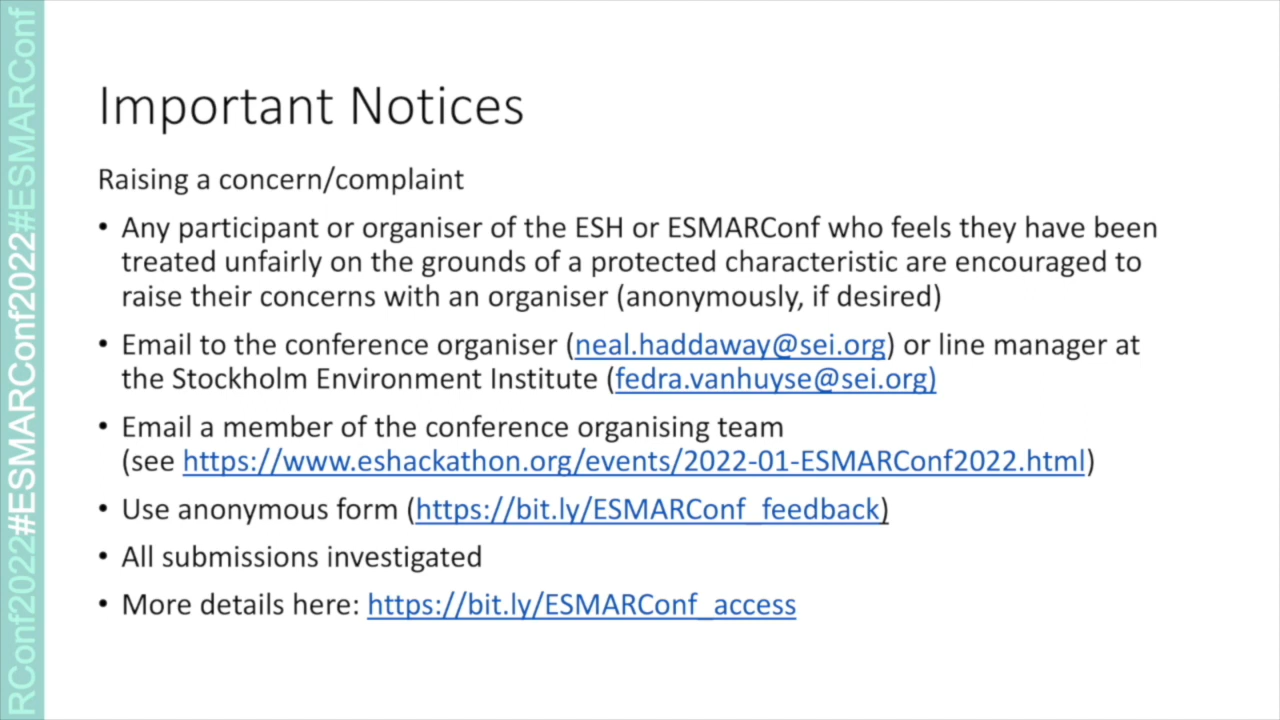 RConf2022#ESMARConf2022#ESMARConf
Important Notices
Raising a concern/complaint
• Any participant or organiser of the ESH or ESMARConf who feels they have been
treated unfairly on the grounds of a protected characteristic are encouraged to
raise their concerns with an organiser (anonymously, if desired)
• Email to the conference organiser (neal.haddaway@sei.org) or line manager at
the Stockholm Environment Institute (fedra.vanhuyse@sei.org)
• Email a member of the conference organising team
(see https://www.eshackathon.org/events/2022-01-ESMARConf2022.html)
• Use anonymous form (https://bit.ly/ESMARConf_feedback)
• All submissions investigated
• More details here: https://bit.ly/ESMARConf_access